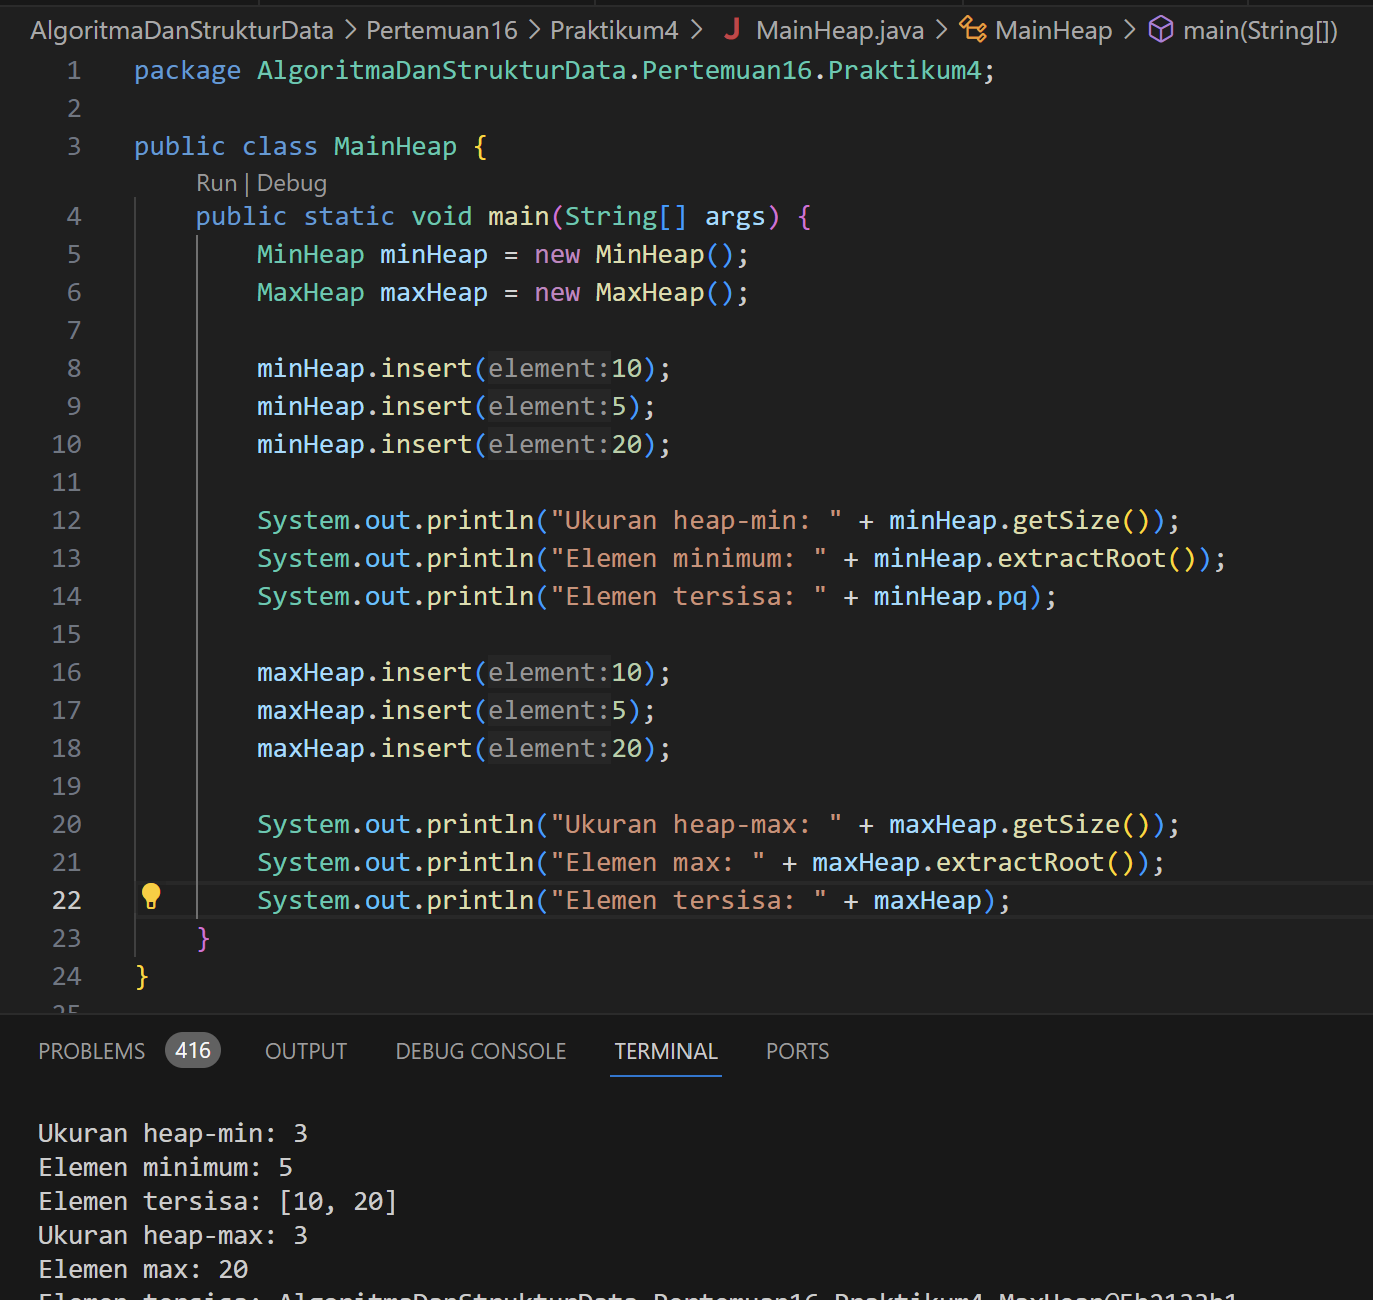 AlgoritmaDanStrukturData > Pertemuan16 > Praktikum4 > J MainHeap.java > MainHeap > main(String[])
1 package AlgoritmaDanStrukturData.Pertemuan16.Praktikum4;
2
3 public class MainHeap {
Run | Debug
4 public static void main(String[] args) {
5 MinHeap minHeap = new MinHeap();
6 MaxHeap maxHeap = new MaxHeap();
7
8 minHeap.insert(element:10);
9 minHeap.insert(element:5);
10 minHeap.insert(element:20);
11
12 System.out.println("Ukuran heap-min: " + minHeap.getSize());
13 System.out.println("Elemen minimum: " + minHeap.extractRoot());
14 System.out.println("Elemen tersisa: " + minHeap.pq);
15
16 maxHeap.insert(element:10);
17 maxHeap.insert(element:5);
18 maxHeap.insert(element:20);
19
20 System.out.println("Ukuran heap-max: " + maxHeap.getSize());
21 System.out.println("Elemen max: " + maxHeap.extractRoot());
22 System.out.println("Elemen tersisa: " + maxHeap);
23 }
24 }
25
PROBLEMS 416 OUTPUT DEBUG CONSOLE TERMINAL PORTS
Ukuran heap-min: 3
Elemen minimum: 5
Elemen tersisa: [10, 20]
Ukuran heap-max: 3
Elemen max: 20
Elemen tersisa: AlgoritmaDanStrukturData.Pertemuan16.Praktikum4.MaxHeap@5b2133b1